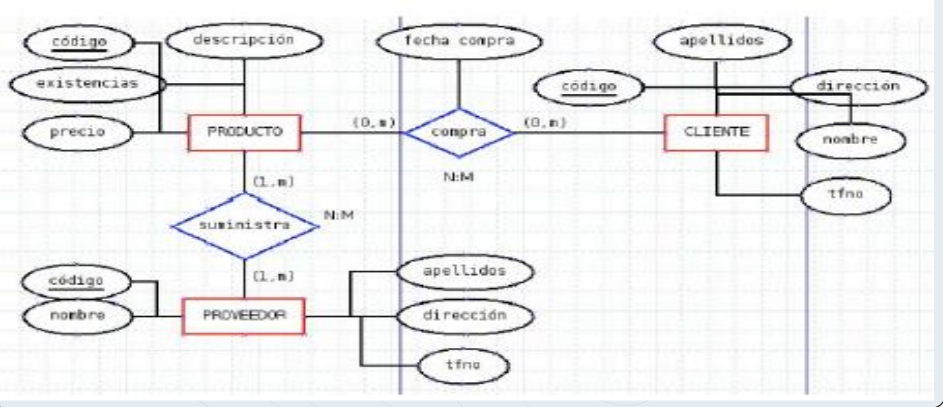 código
descripción
fecha compra
apellidos
existencias
código
dirección
precio
PRODUCTO
(0,m)
compra
(0,m)
CLIENTE
nombre
N:M
(1,m)
tfno
suministra
N:M
(1,m)
código
apellidos
nombre
PROVEEDOR
dirección
tfno